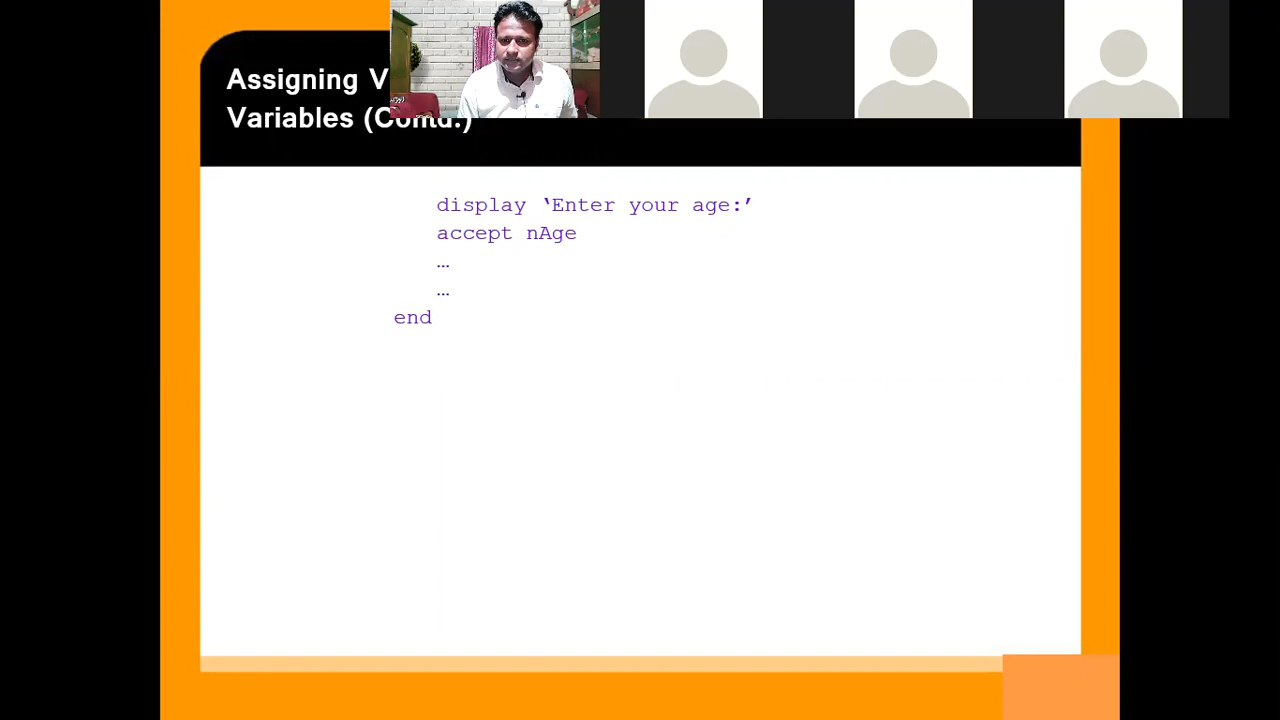 Assigning V
Variables (Contd.)
display ‘Enter your age:’
accept nAge
…
…
end